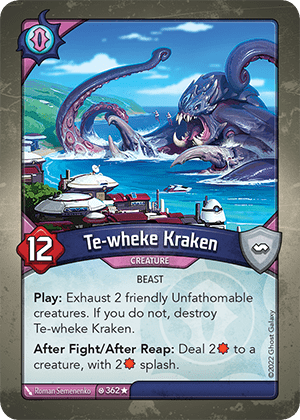 Te-wheke Kraken
12
CREATURE
BEAST
Play: Exhaust 2 friendly Unfathomable
creatures. If you do not, destroy
Te-wheke Kraken.
After Fight/After Reap: Deal 2 to a
creature, with 2 splash.
©2022 Ghost Galaxy
Roman Semenenko
362★